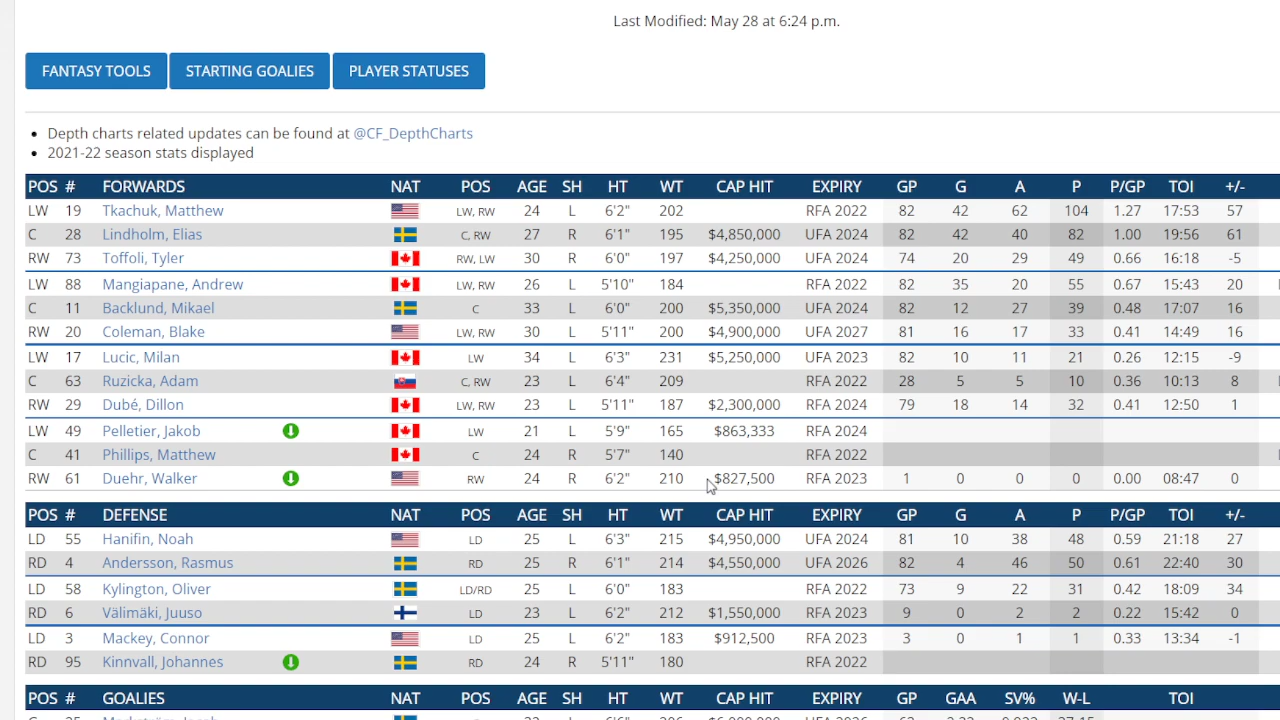 Last Modified: May 28 at 6:24 p.m.
FANTASY TOOLS STARTING GOALIES PLAYER STATUSES
Depth charts related updates can be found at @CF_DepthCharts
2021-22 season stats displayed
POS # FORWARDS NAT POS AGE SH HT WT CAP HIT EXPIRY GP G A P P/GP TOI +/-
LW 19 Tkachuk, Matthew LW, RW 24 L 6'2" 202 RFA 2022 82 42 62 104 1.27 17:53 57
C 28 Lindholm, Elias C, RW 27 R 6'1" 195 $4,850,000 UFA 2024 82 42 40 82 1.00 19:56 61
RW 73 Toffoli, Tyler RW, LW 30 R 6'0" 197 $4,250,000 UFA 2024 74 20 29 49 0.66 16:18 -5
LW 88 Mangiapane, Andrew LW, RW 26 L 5'10" 184 RFA 2022 82 35 20 55 0.67 15:43 20
C 11 Backlund, Mikael C 33 L 6'0" 200 $5,350,000 UFA 2024 82 12 27 39 0.48 17:07 16
RW 20 Coleman, Blake LW, RW 30 L 5'11" 200 $4,900,000 UFA 2027 81 16 17 33 0.41 14:49 16
LW 17 Lucic, Milan LW 34 L 6'3" 231 $5,250,000 UFA 2023 82 10 11 21 0.26 12:15 -9
C 63 Ruzicka, Adam C, RW 23 L 6'4" 209 RFA 2022 28 5 5 10 0.36 10:13 8
RW 29 Dubé, Dillon LW, RW 23 L 5'11" 187 $2,300,000 RFA 2024 79 18 14 32 0.41 12:50 1
LW 49 Pelletier, Jakob LW 21 L 5'9" 165 $863,333 RFA 2024
C 41 Phillips, Matthew C 24 R 5'7" 140 RFA 2022
RW 61 Duehr, Walker RW 24 R 6'2" 210 $827,500 RFA 2023 1 0 0 0 0.00 08:47 0
POS # DEFENSE NAT POS AGE SH HT WT CAP HIT EXPIRY GP G A P P/GP TOI +/-
LD 55 Hanifin, Noah LD 25 L 6'3" 215 $4,950,000 UFA 2024 81 10 38 48 0.59 21:18 27
RD 4 Andersson, Rasmus RD 25 R 6'1" 214 $4,550,000 UFA 2026 82 4 46 50 0.61 22:40 30
LD 58 Kylington, Oliver LD/RD 25 L 6'0" 183 RFA 2022 73 9 22 31 0.42 18:09 34
RD 6 Välimäki, Juuso LD 23 L 6'2" 212 $1,550,000 RFA 2023 9 0 2 2 0.22 15:42 0
LD 3 Mackey, Connor LD 25 L 6'2" 183 $912,500 RFA 2023 3 0 1 1 0.33 13:34 -1
RD 95 Kinnvall, Johannes RD 24 R 5'11" 180 RFA 2022
POS # GOALIES NAT POS AGE SH HT WT CAP HIT EXPIRY GP GAA SV% W-L TOI